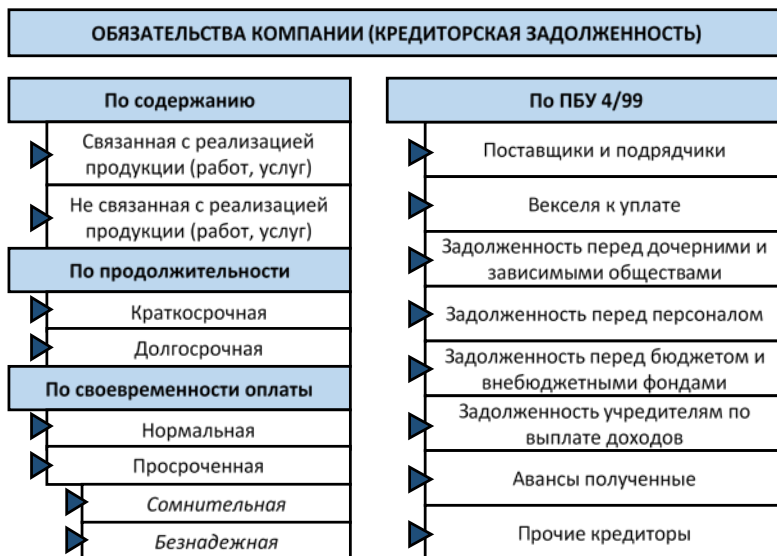 ОБЯЗАТЕЛЬСТВА КОМПАНИИ (КРЕДИТОРСКАЯ ЗАДОЛЖЕННОСТЬ)
По содержанию
Связанная с реализацией
продукции (работ, услуг)
Не связанная с реализацией
продукции (работ, услуг)
По продолжительности
Краткосрочная
Долгосрочная
По своевременности оплаты
Нормальная
Просроченная
Сомнительная
Безнадежная
По ПБУ 4/99
Поставщики и подрядчики
Векселя к уплате
Задолженность перед дочерними и
зависимыми обществами
Задолженность перед персоналом
Задолженность перед бюджетом и
внебюджетными фондами
Задолженность учредителям по
выплате доходов
Авансы полученные
Прочие кредиторы